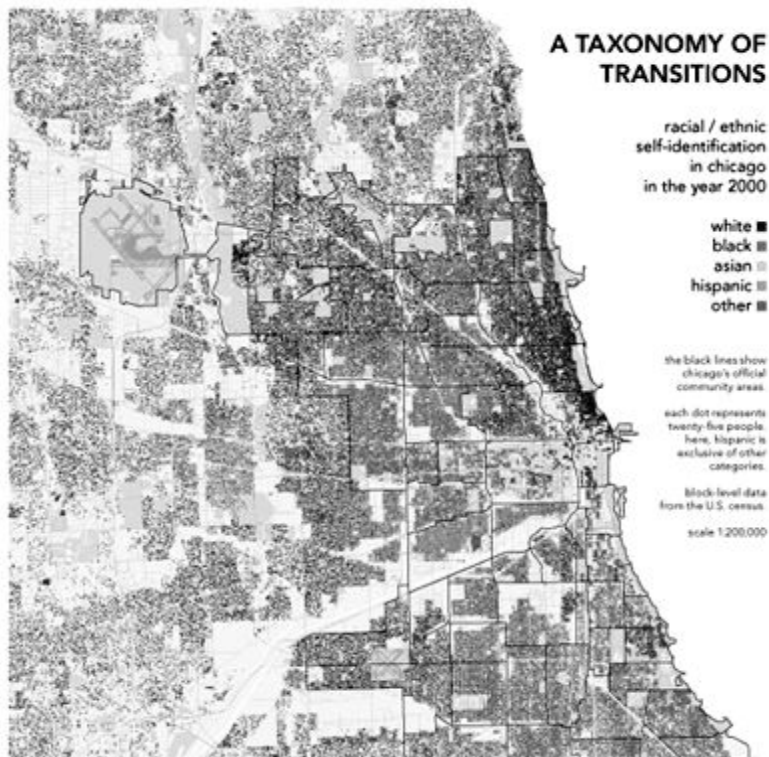 A TAXONOMY OF
TRANSITIONS
racial / ethnic
self-identification
in chicago
in the year 2000
white
black
asian
hispanic
other
the black lines show
chicago's official
community areas.
each dot represents
twenty-five people.
here, hispanic is
exclusive of other
categories.
block-level data
from the U.S. census.
scale 1:200,000